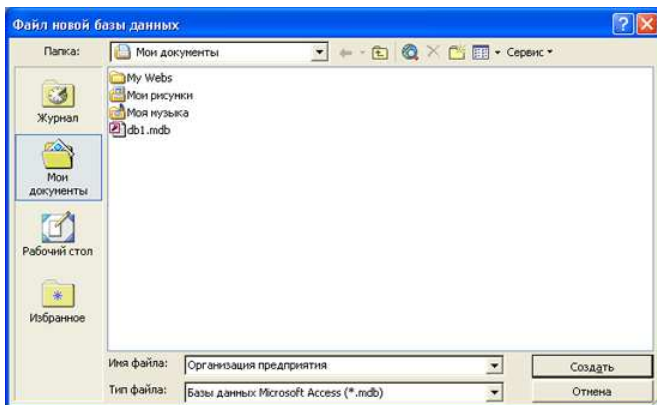 Файл новой базы данных
Папка:
Мои документы
Сервис
My Webs
Мои рисунки
Моя музыка
db1.mdb
Журнал
Мои
документы
Рабочий стол
Избранное
Имя файла:
Организация предприятия
Создать
Тип файла:
Базы данных Microsoft Access (*.mdb)
Отмена